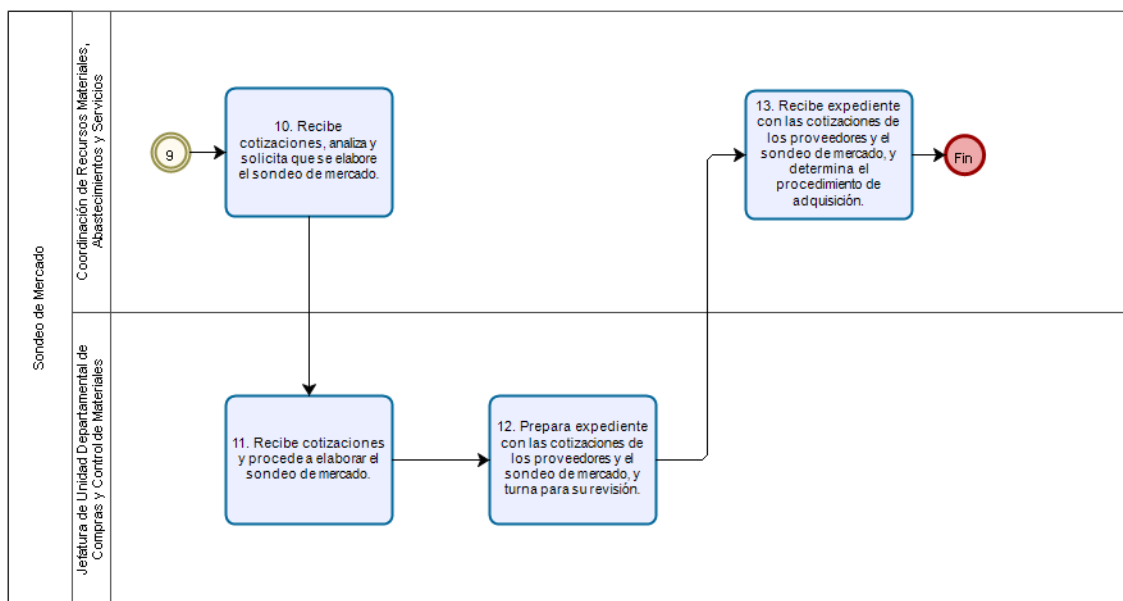 Sondeo de Mercado
Coordinación de Recursos Materiales,
Abastecimientos y Servicios
9
10. Recibe
cotizaciones, analiza y
solicita que se elabore
el sondeo de mercado.
13. Recibe expediente
con las cotizaciones de
los proveedores y el
sondeo de mercado, y
determina el
procedimiento de
adquisición.
Fin
Jefatura de Unidad Departamental de
Compras y Control de Materiales
11. Recibe cotizaciones
y procede a elaborar el
sondeo de mercado.
12. Prepara expediente
con las cotizaciones de
los proveedores y el
sondeo de mercado, y
turna para su revisión.